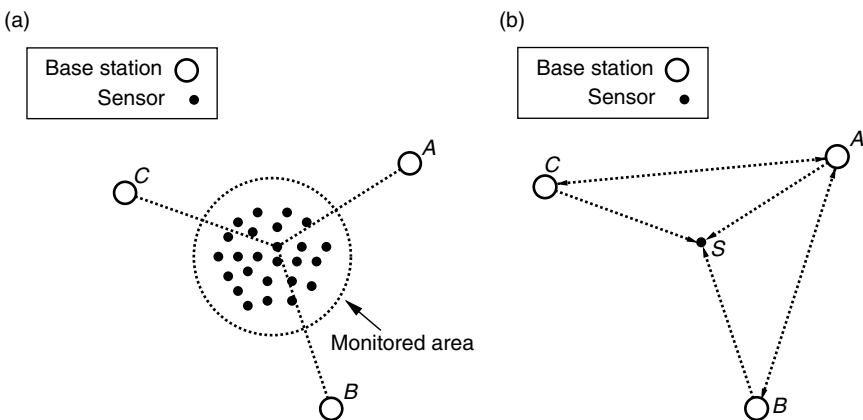 (a)
Base station
Sensor
A
C
B
Monitored area
(b)
Base station
Sensor
A
C
S
B